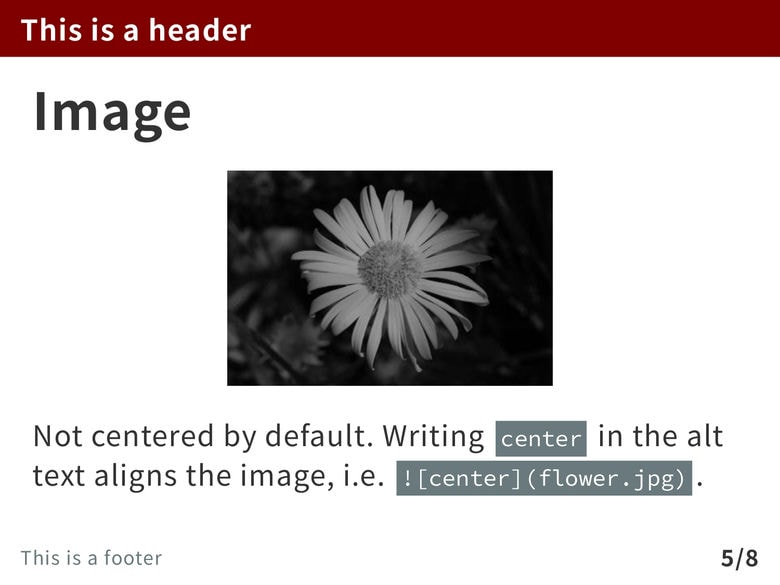 This is a header
Image
Not centered by default. Writing center in the alt
text aligns the image, i.e. ![center](flower.jpg).
This is a footer
5/8